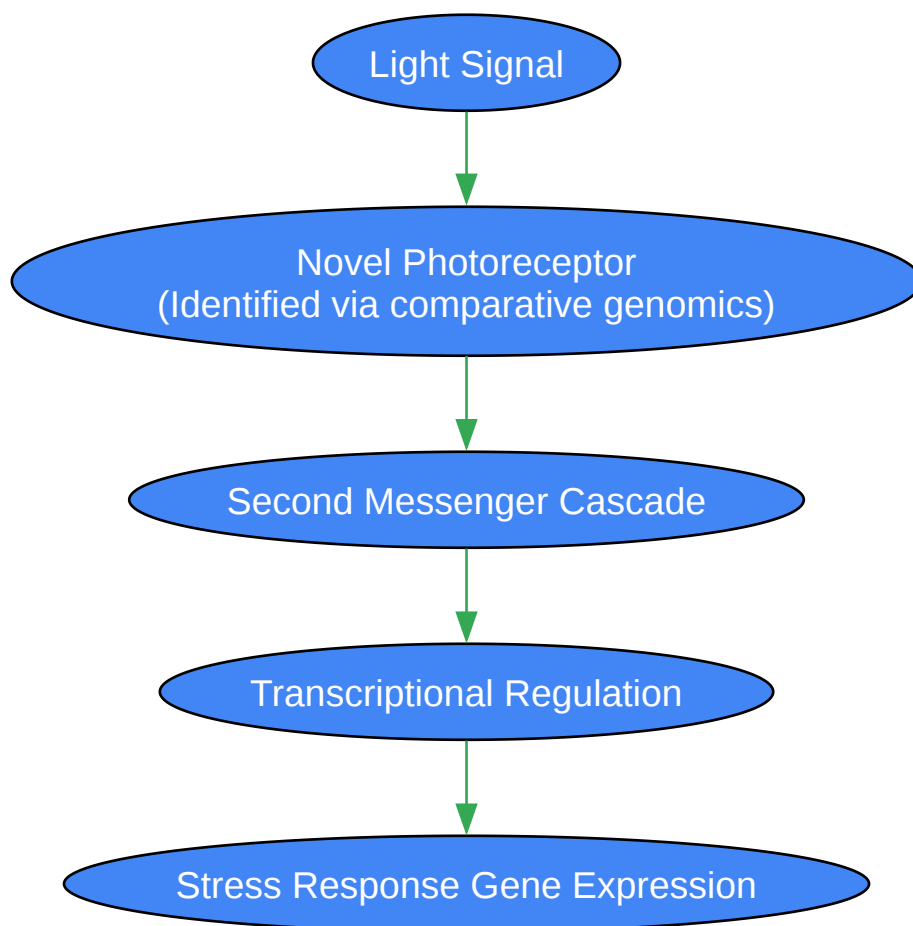 Light Signal
Novel Photoreceptor
(Identified via comparative genomics)
Second Messenger Cascade
Transcriptional Regulation
Stress Response Gene Expression